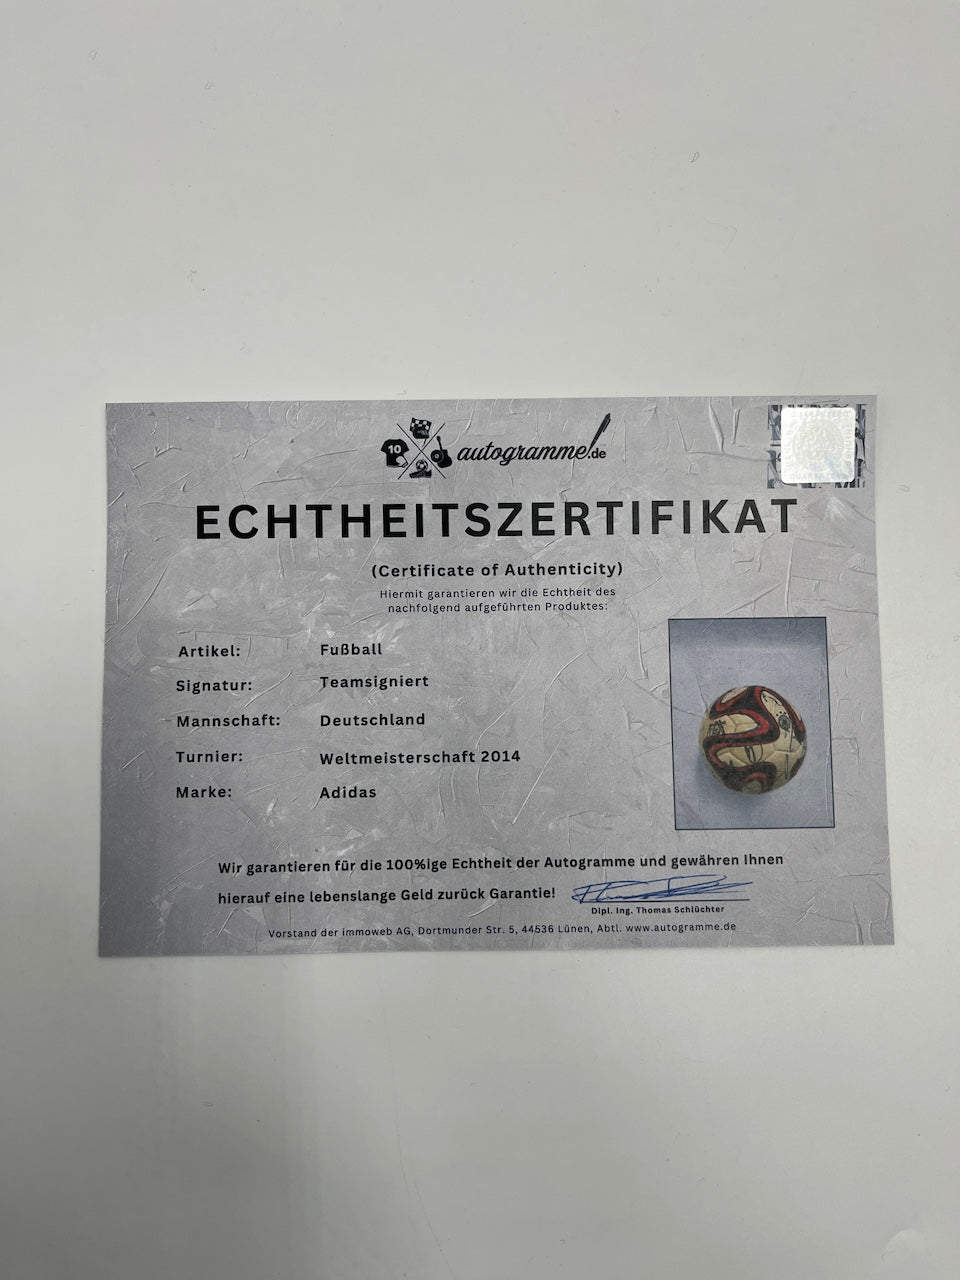 10
autogramme!.de
GUARANTEED
ECHTHEITSZERTIFIKAT
(Certificate of Authenticity)
Hiermit garantieren wir die Echtheit des
nachfolgend aufgeführten Produktes:
Artikel: Fußball
Signatur: Teamsigniert
Mannschaft: Deutschland
Turnier: Weltmeisterschaft 2014
Marke: Adidas
Wir garantieren für die 100%ige Echtheit der Autogramme und gewähren Ihnen
hierauf eine lebenslange Geld zurück Garantie!
Dipl. Ing. Thomas Schlüchter
Vorstand der immoweb AG, Dortmunder Str. 5, 44536 Lünen, Abtl. www.autogramme.de